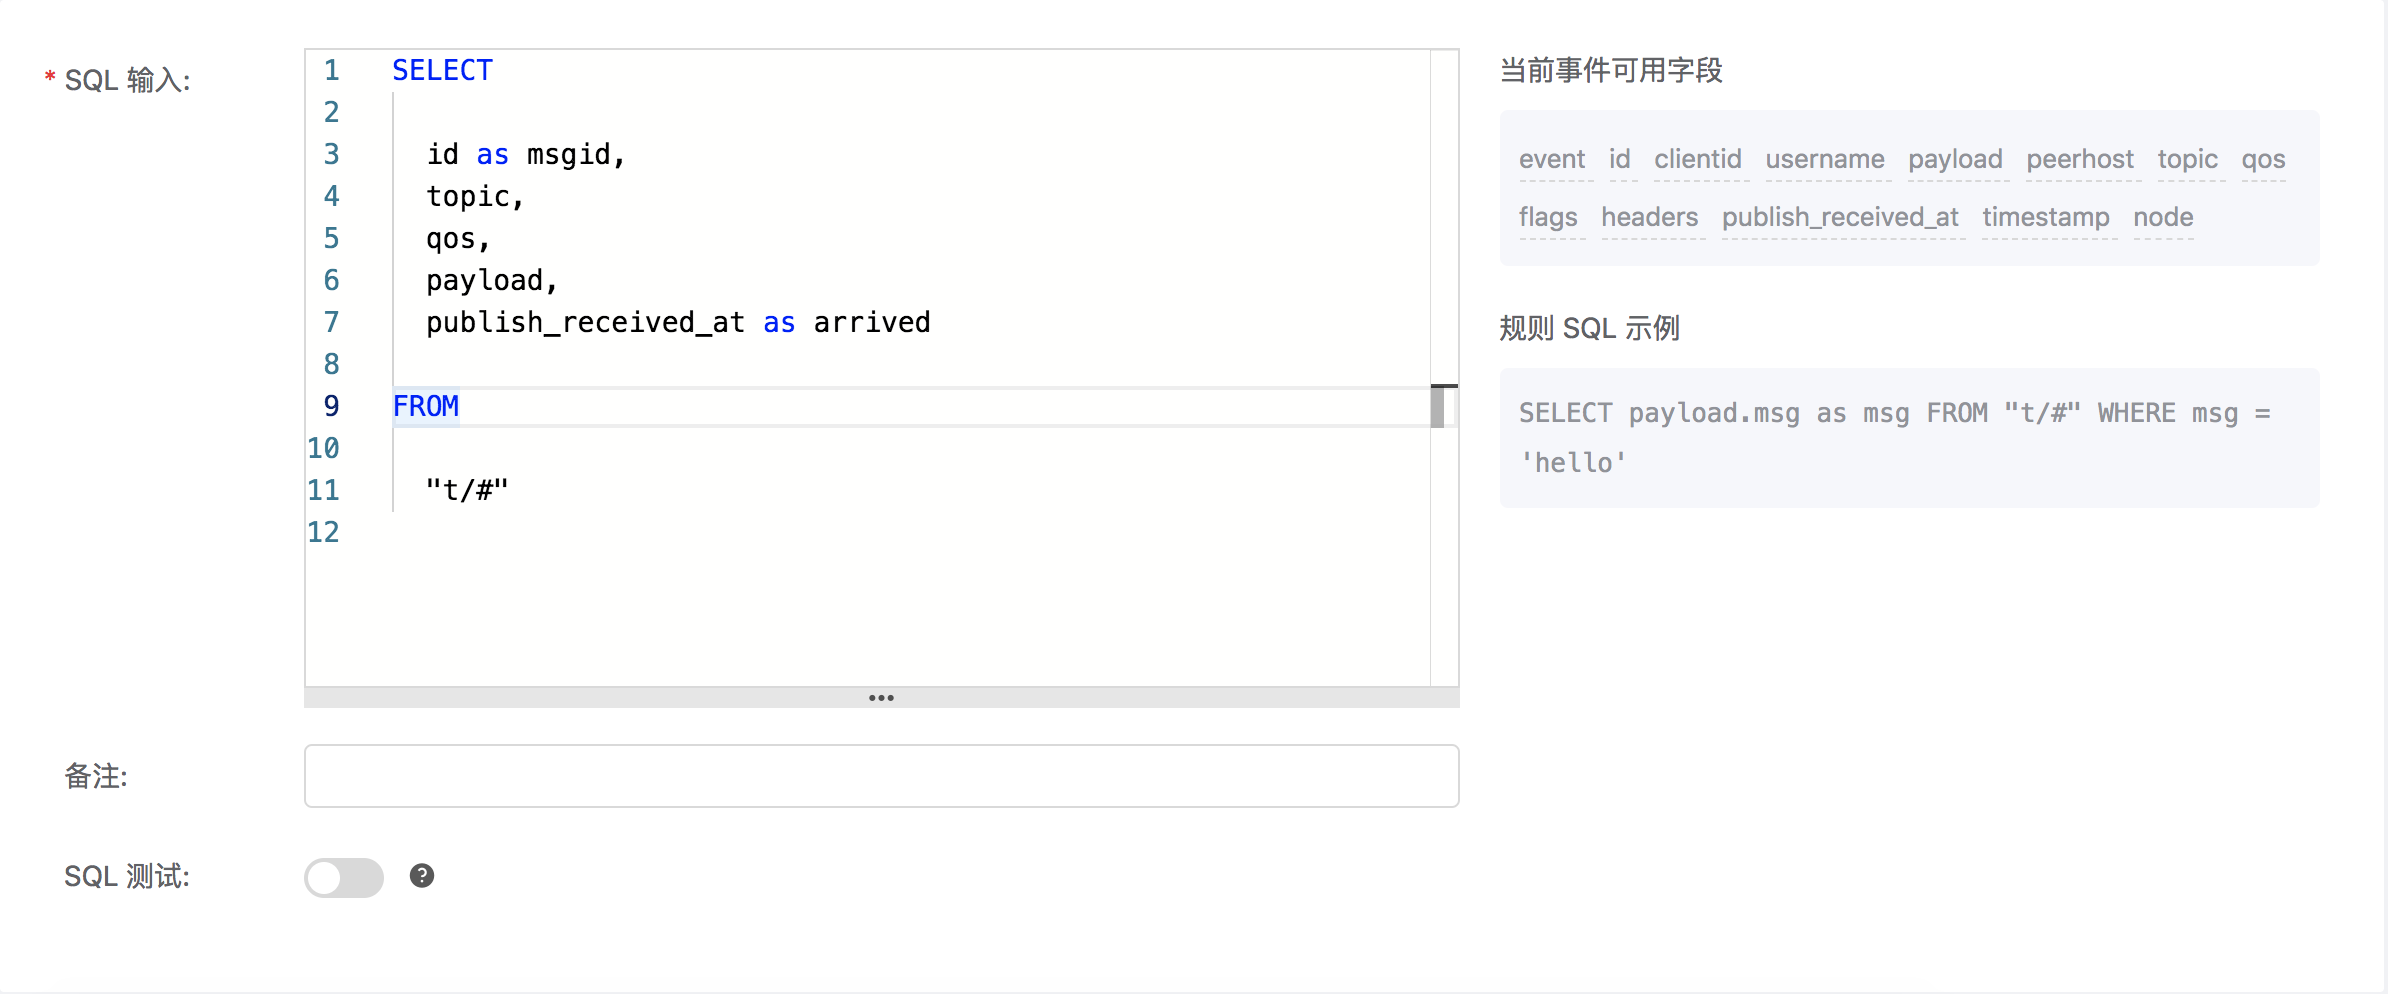 * SQL 输入:
1 SELECT
2
3 id as msgid,
4 topic,
5 qos,
6 payload,
7 publish_received_at as arrived
8
9 FROM
10
11 "t/#"
12
当前事件可用字段
event id clientid username payload peerhost topic qos
flags headers publish_received_at timestamp node
规则 SQL 示例
SELECT payload.msg as msg FROM "t/#" WHERE msg =
'hello'
备注:
SQL 测试: